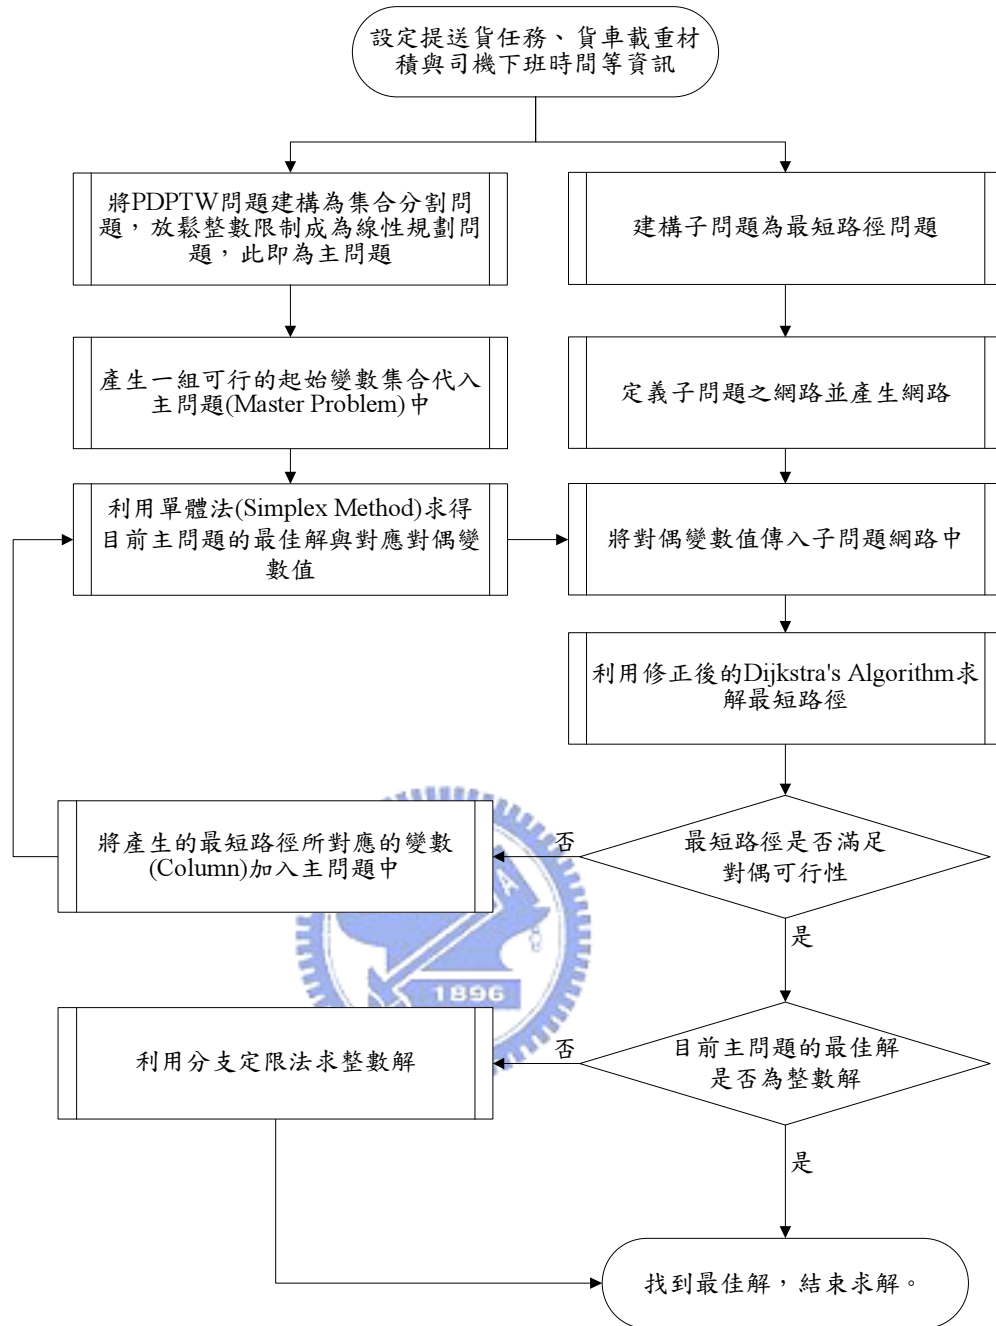 設定提送貨任務、貨車載重材
積與司機下班時間等資訊
將PDPTW問題建構為集合分割問
題，放鬆整數限制成為線性規劃問
題，此即為主問題
建構子問題為最短路徑問題
產生一組可行的起始變數集合代入
主問題(Master Problem)中
定義子問題之網路並產生網路
利用單體法(Simplex Method)求得
目前主問題的最佳解與對應對偶變
數值
將對偶變數值傳入子問題網路中
利用修正後的Dijkstra's Algorithm求
解最短路徑
將產生的最短路徑所對應的變數
(Column)加入主問題中
否
最短路徑是否滿足
對偶可行性
是
1896
利用分支定限法求整數解
否
目前主問題的最佳解
是否為整數解
是
找到最佳解，結束求解。